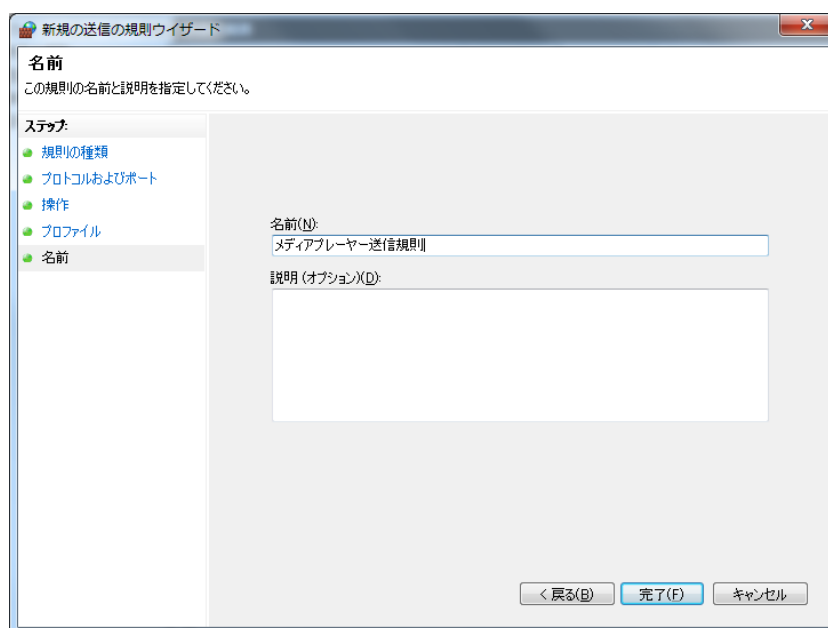 新規の送信の規則ウィザード
名前
この規則の名前と説明を指定してください。
ステップ:
規則の種類
プロトコルおよびポート
操作
プロファイル
名前
名前(N):
メディアプレーヤー送信規則
説明 (オプション)(D):
< 戻る(B)
完了(F)
キャンセル